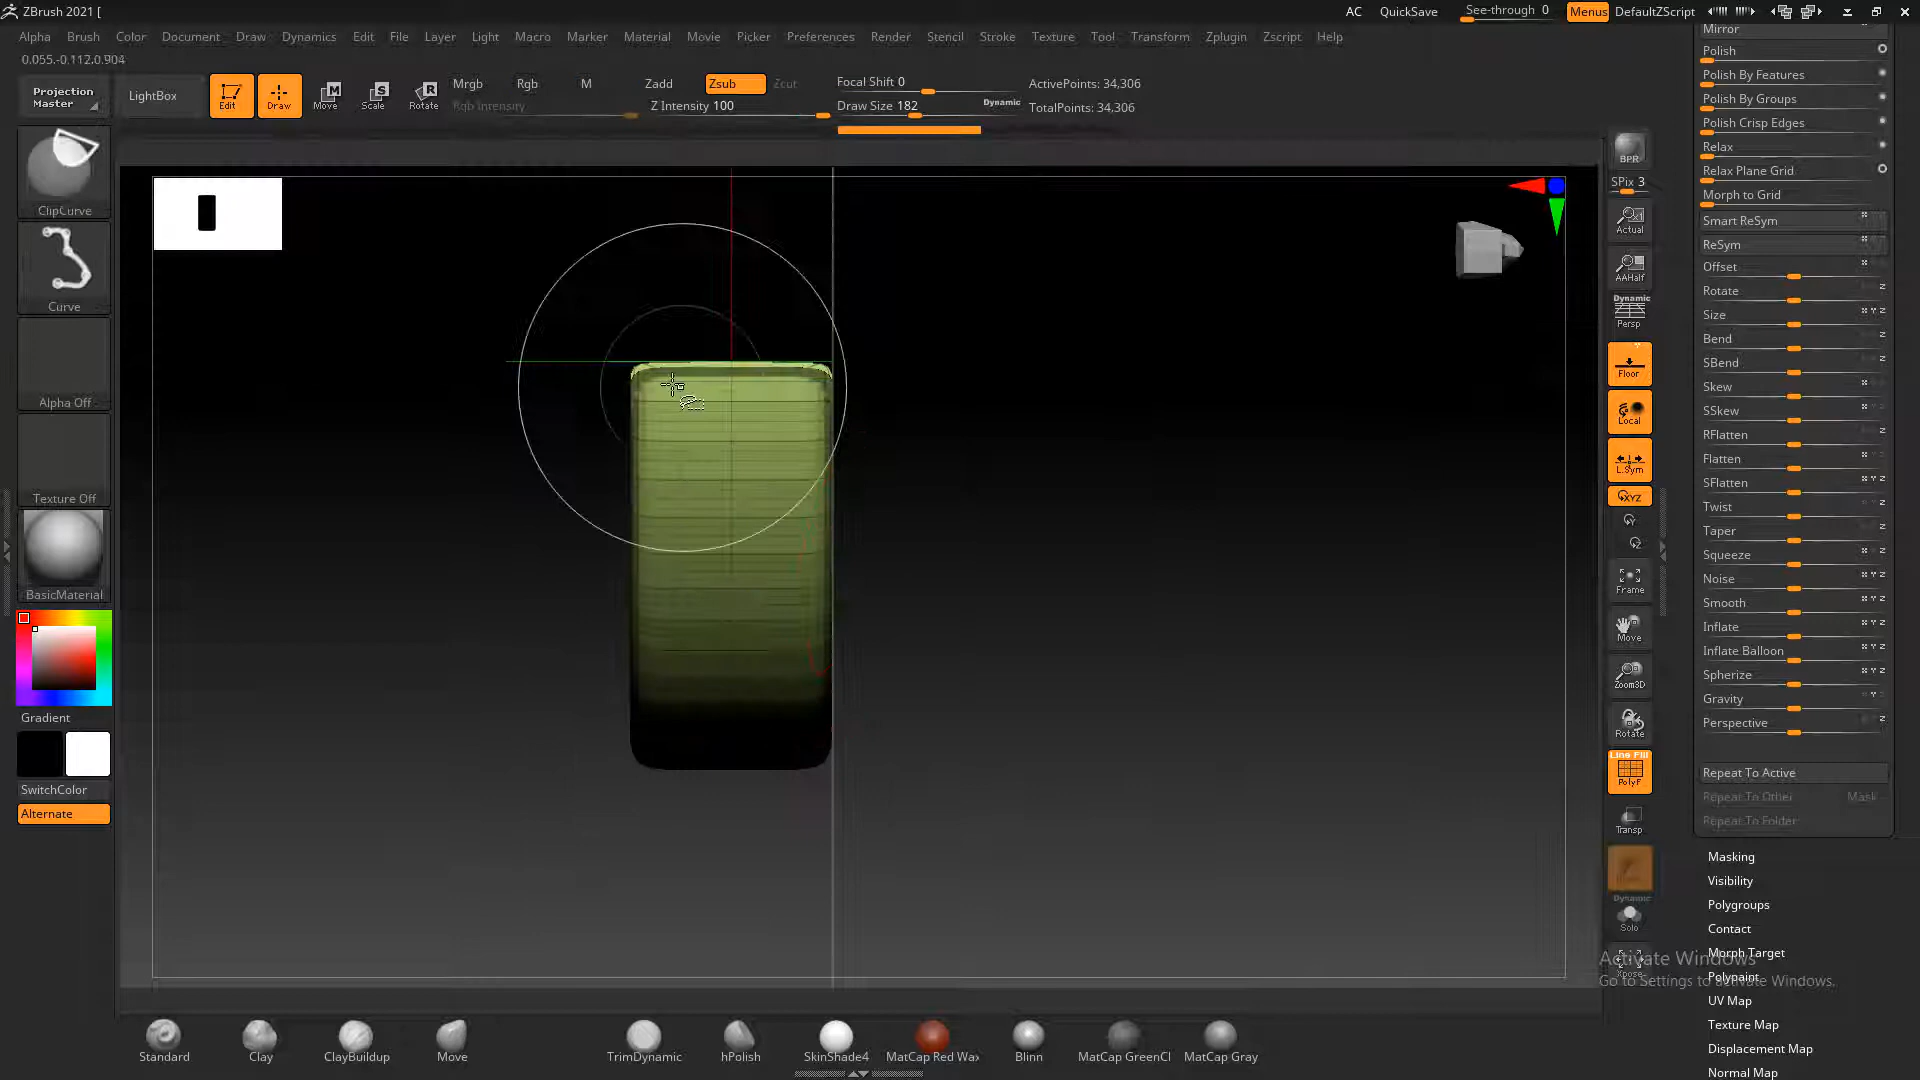 ZBrush 2021 [
AC QuickSave See-through 0 Menus DefaultZScript
Alpha Brush Color Document Draw Dynamics Edit File Layer Light Macro Marker Material Movie Picker Preferences Render Stencil Stroke Texture Tool Transform Zplugin Zscript Help
0.055,-0.112,0.904
Projection Master
LightBox
Edit Draw Move Scale Rotate
Mrgb Rgb M Zadd Zsub Zcut
Rgb Intensity Z Intensity 100
Focal Shift 0
Draw Size 182 Dynamic
ActivePoints: 34,306
TotalPoints: 34,306
ClipCurve
Curve
Alpha Off
Texture Off
BasicMaterial
Gradient
SwitchColor
Alternate
BPR
SPix 3
Actual
AAHalf
Dynamic
Persp
Floor
Local
L.Sym
XYZ
Y
Z
Frame
Move
Zoom3D
Rotate
Line Fill
PolyF
Transp
Dynamic
Solo
Xpose
Mirror
Polish
Polish By Features
Polish By Groups
Polish Crisp Edges
Relax
Relax Plane Grid
Morph to Grid
Smart ReSym
ReSym
Offset
Rotate
Size
Bend
SBend
Skew
SSkew
RFlatten
Flatten
SFlatten
Twist
Taper
Squeeze
Noise
Smooth
Inflate
Inflate Balloon
Spherize
Gravity
Perspective
Repeat To Active
Repeat To Other Mask
Repeat To Folder
Masking
Visibility
Polygroups
Contact
Morph Target
Polypaint
UV Map
Texture Map
Displacement Map
Normal Map
Activate Windows
Go to Settings to activate Windows.
Standard Clay ClayBuildup Move TrimDynamic hPolish SkinShade4 MatCap Red Wax Blinn MatCap GreenCl MatCap Gray